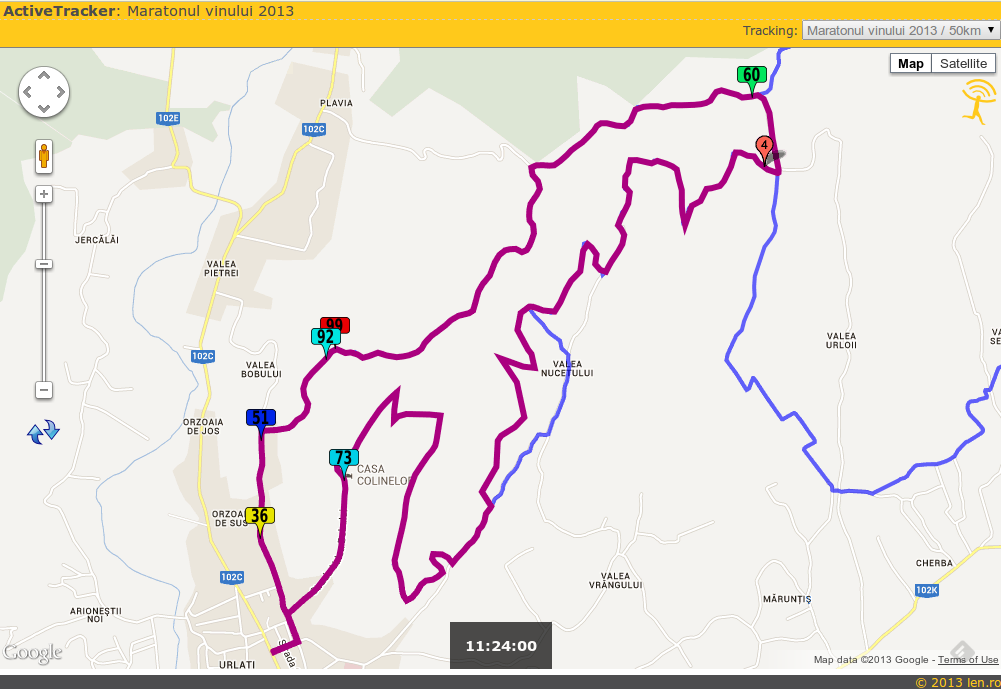 ActiveTracker: Maratonul vinului 2013
Tracking: Maratonul vinului 2013 / 50km
Map Satellite
60
PLAVIA
102E
102C
4
JERCĂLĂI
VALEA
PIETREI
99
92
VALEA
URLOII
102C
VALEA
BOBULUI
VALEA
NUCETULUI
51
ORZOAIA
DE JOS
73
CASA
COLINELOR
36
DE SUS
CHERBA
102C
VALEA
VRÂNGULUI
102K
MĂRUNȚIȘ
ARIONEȘTII
NOI
11:24:00
Google
URLATI
Map data ©2013 Google - Terms of Use
© 2013 len.ro